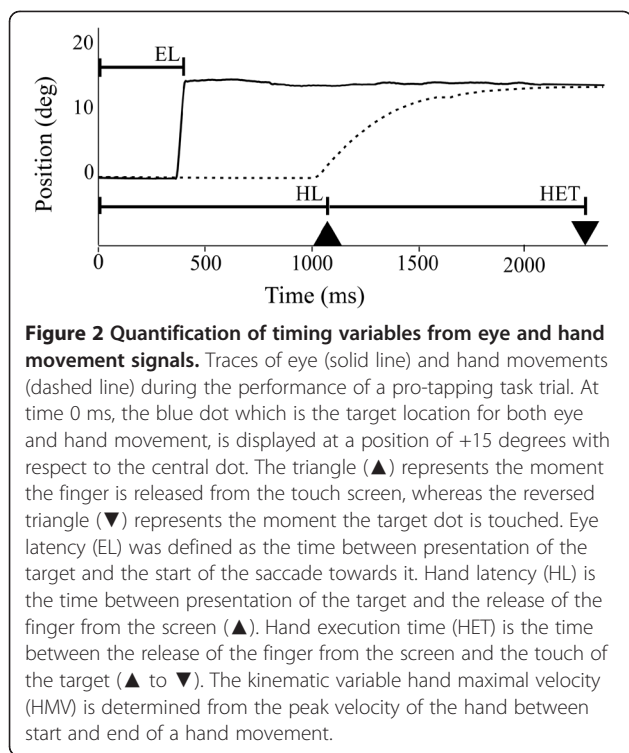 20
EL
10
Position (deg)
0
HL
HET
0
500
1000
1500
2000
Time (ms)
Figure 2 Quantification of timing variables from eye and hand
movement signals. Traces of eye (solid line) and hand movements
(dashed line) during the performance of a pro-tapping task trial. At
time 0 ms, the blue dot which is the target location for both eye
and hand movement, is displayed at a position of +15 degrees with
respect to the central dot. The triangle (▲) represents the moment
the finger is released from the touch screen, whereas the reversed
triangle (▼) represents the moment the target dot is touched. Eye
latency (EL) was defined as the time between presentation of the
target and the start of the saccade towards it. Hand latency (HL) is
the time between presentation of the target and the release of the
finger from the screen (▲). Hand execution time (HET) is the time
between the release of the finger from the screen and the touch of
the target (▲ to ▼). The kinematic variable hand maximal velocity
(HMV) is determined from the peak velocity of the hand between
start and end of a hand movement.